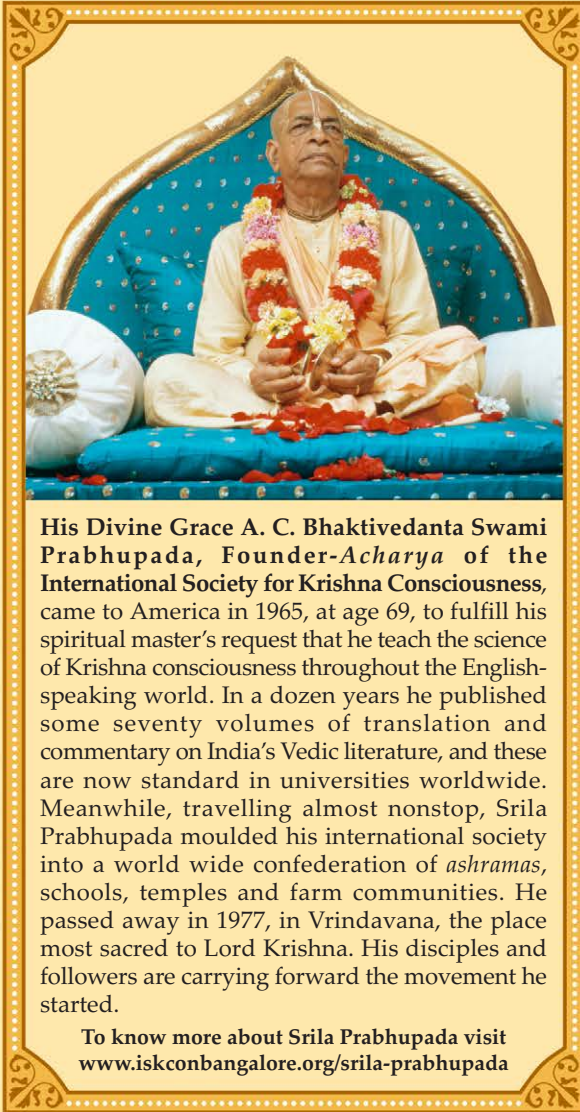 His Divine Grace A. C. Bhaktivedanta Swami
Prabhupada, Founder-Acharya of the
International Society for Krishna Consciousness,
came to America in 1965, at age 69, to fulfill his
spiritual master's request that he teach the science
of Krishna consciousness throughout the English-
speaking world. In a dozen years he published
some seventy volumes of translation and
commentary on India's Vedic literature, and these
are now standard in universities worldwide.
Meanwhile, travelling almost nonstop, Srila
Prabhupada moulded his international society
into a world wide confederation of ashramas,
schools, temples and farm communities. He
passed away in 1977, in Vrindavana, the place
most sacred to Lord Krishna. His disciples and
followers are carrying forward the movement he
started.
To know more about Srila Prabhupada visit
www.iskconbangalore.org/srila-prabhupada